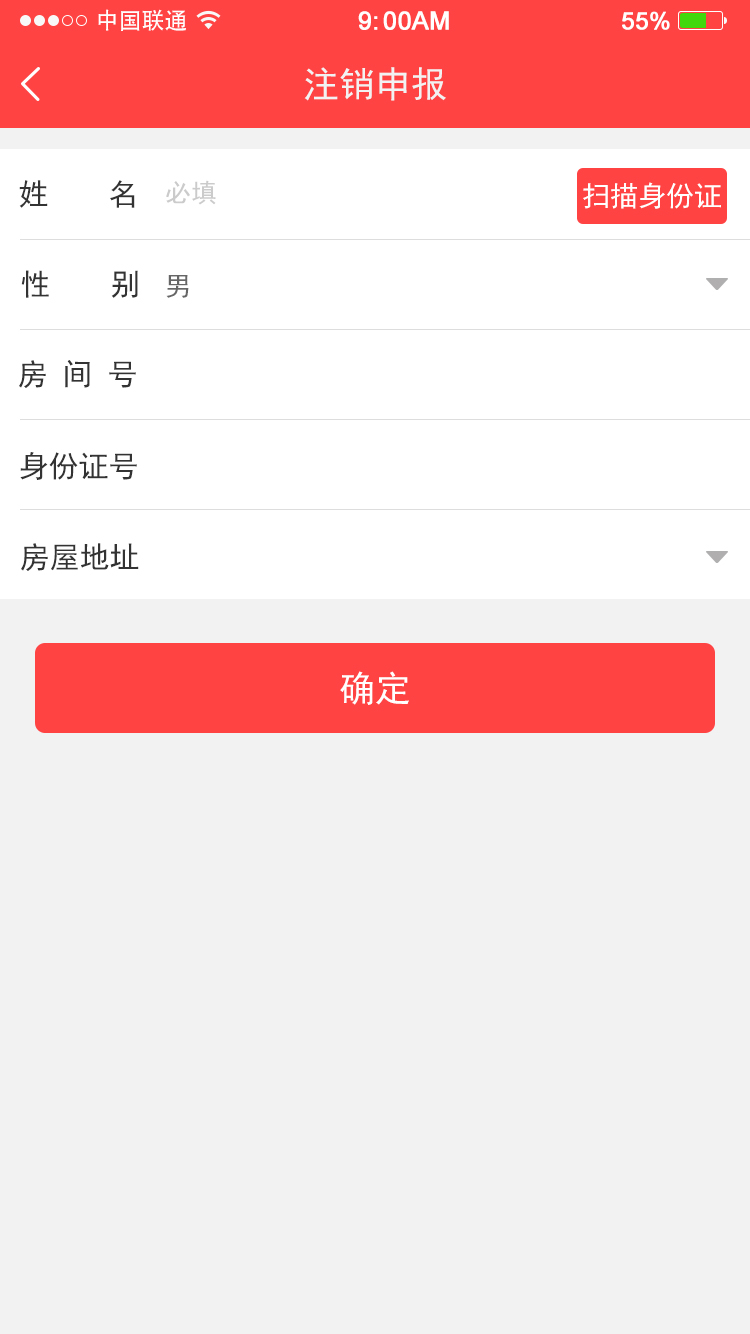 中国联通 9:00AM 55%
注销申报
姓 名 必填 扫描身份证
性 别 男
房 间 号
身份证号
房屋地址
确定